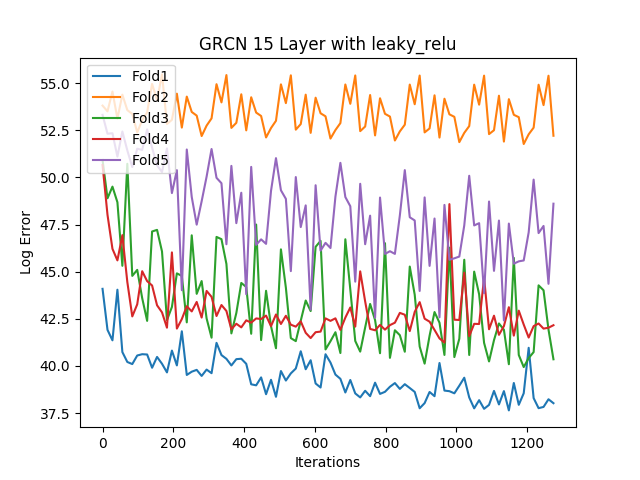 GRCN 15 Layer with leaky_relu
Fold1
Fold2
Fold3
Fold4
Fold5
Log Error
55.0
52.5
50.0
47.5
45.0
42.5
40.0
37.5
0 200 400 600 800 1000 1200
Iterations